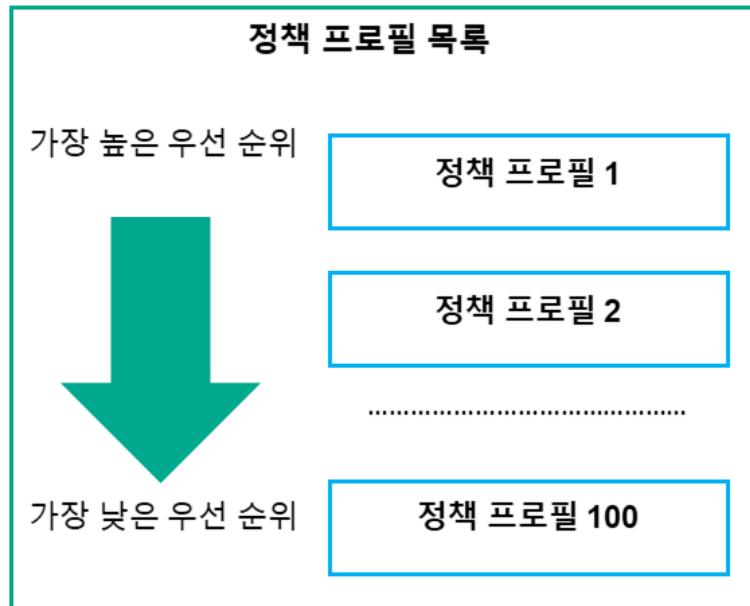 정책 프로필 목록
가장 높은 우선 순위
정책 프로필 1
정책 프로필 2
가장 낮은 우선 순위
정책 프로필 100